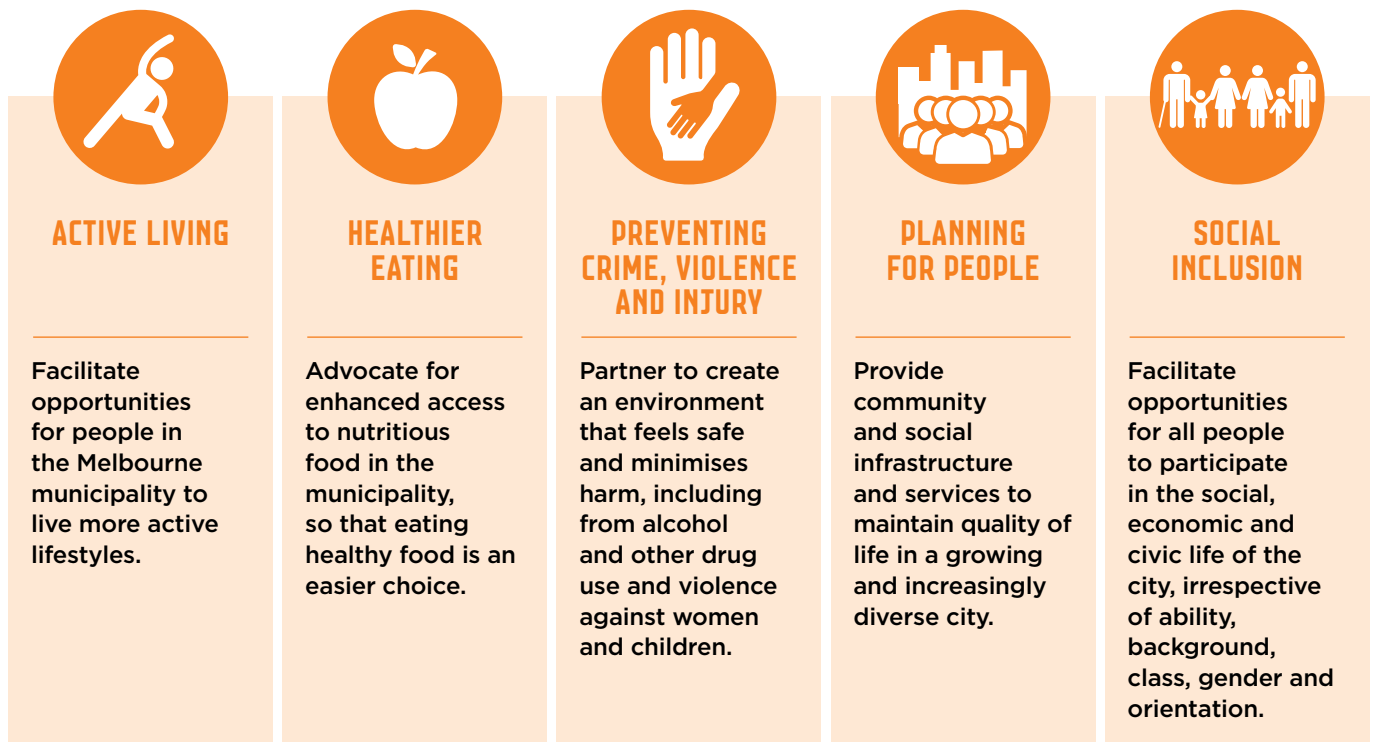 ACTIVE LIVING
Facilitate
opportunities
for people in
the Melbourne
municipality to
live more active
lifestyles.
HEALTHIER
EATING
Advocate for
enhanced access
to nutritious
food in the
municipality,
so that eating
healthy food is an
easier choice.
PREVENTING
CRIME, VIOLENCE
AND INJURY
Partner to create
an environment
that feels safe
and minimises
harm, including
from alcohol
and other drug
use and violence
against women
and children.
PLANNING
FOR PEOPLE
Provide
community
and social
infrastructure
and services to
maintain quality of
life in a growing
and increasingly
diverse city.
SOCIAL
INCLUSION
Facilitate
opportunities
for all people
to participate
in the social,
economic and
civic life of the
city, irrespective
of ability,
background,
class, gender and
orientation.